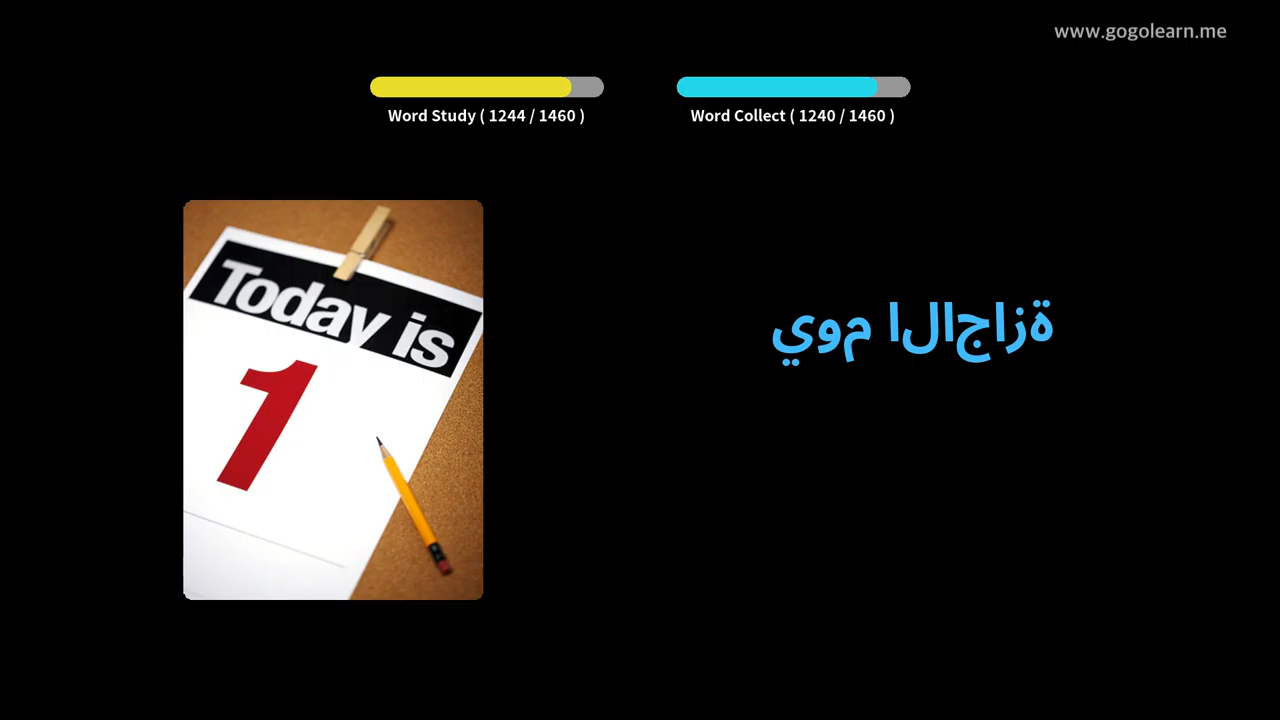 www.gogolearn.me
Word Study ( 1244 / 1460 )
Word Collect ( 1240 / 1460 )
Today is
1
يوم الاجازة